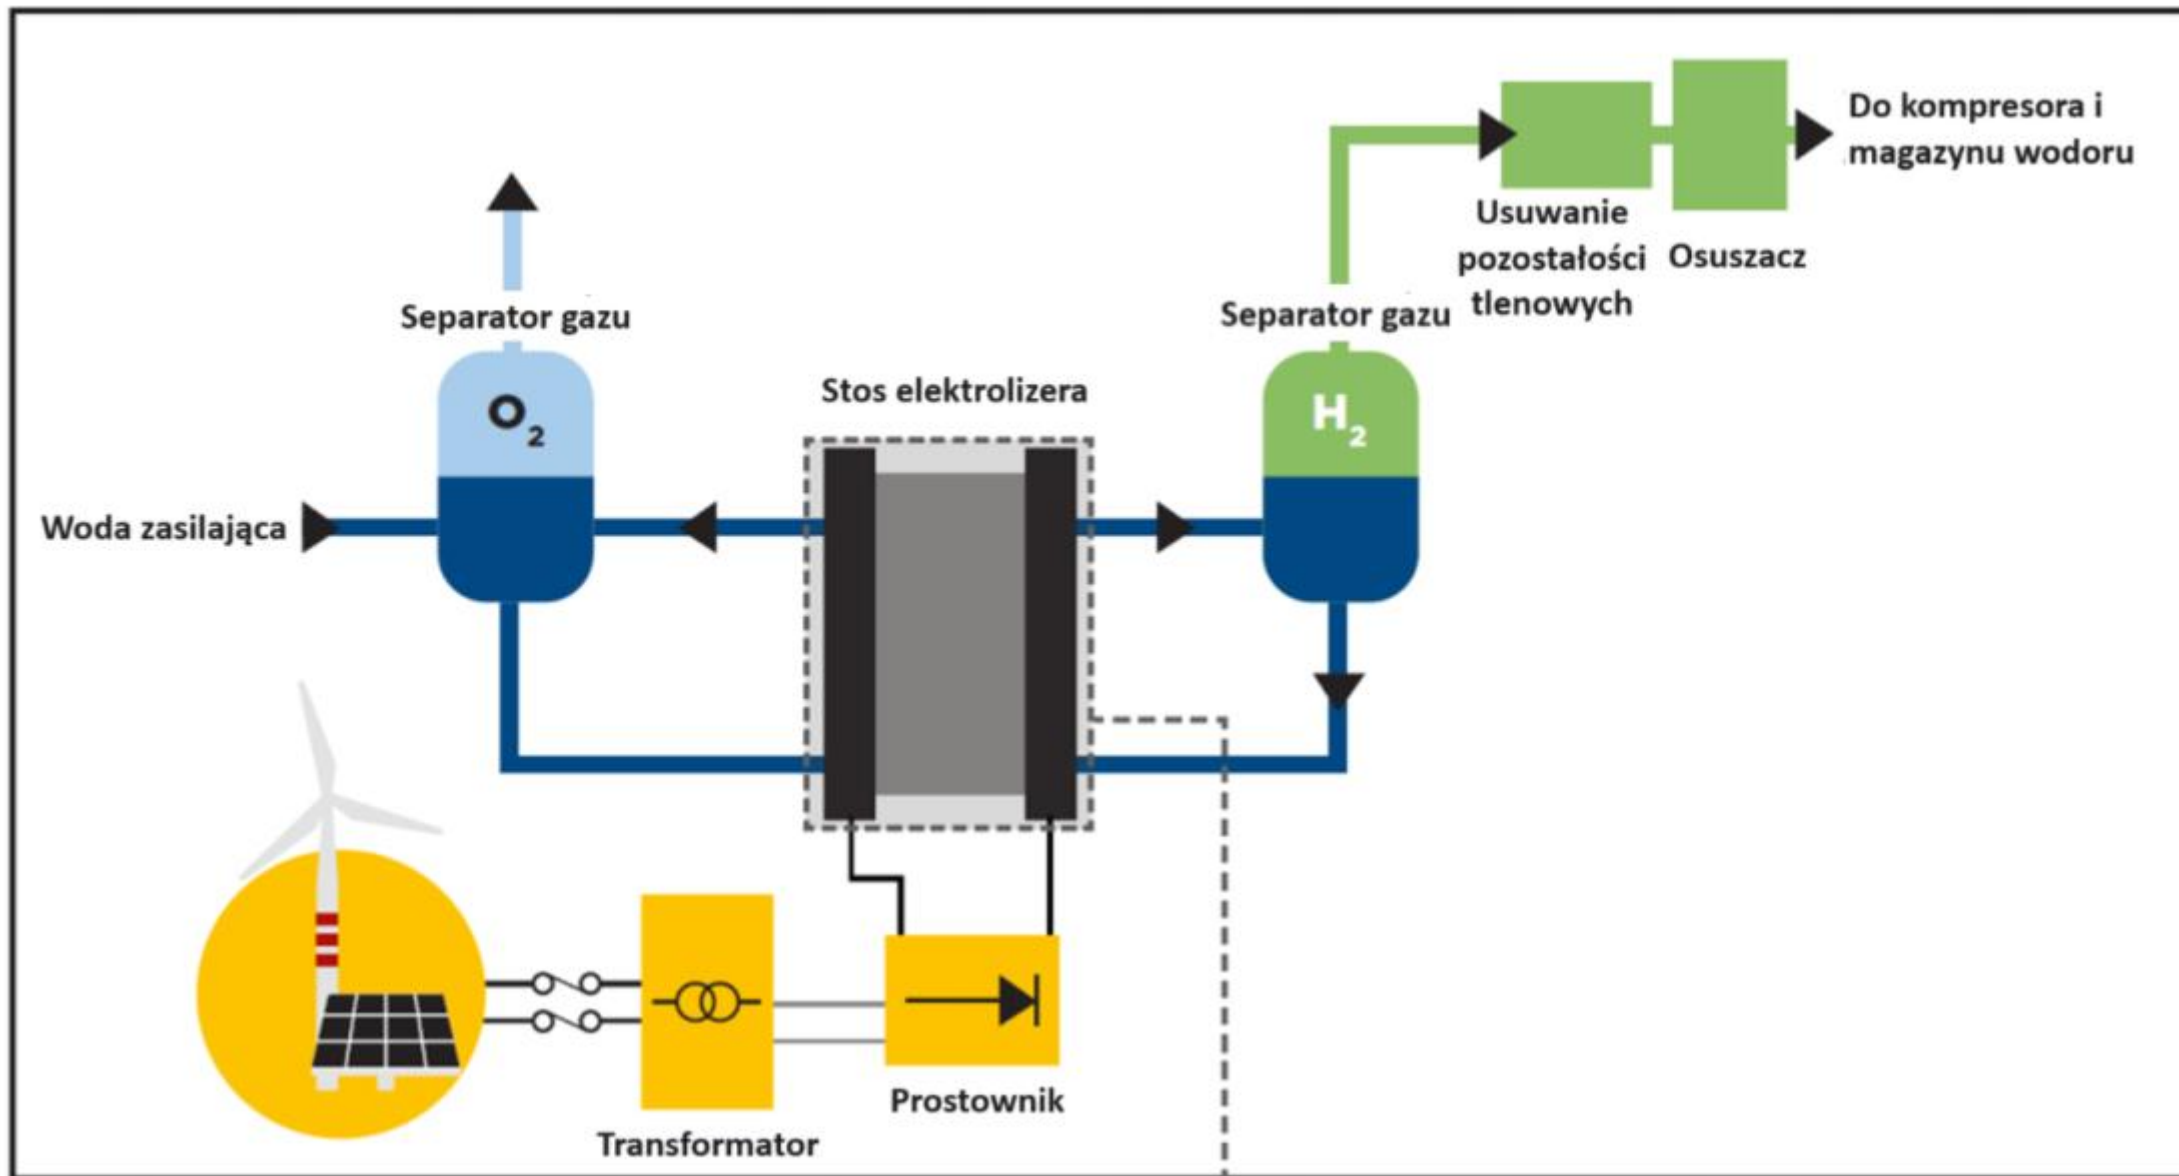 Do kompresora i
magazynu wodoru
Usuwanie
pozostałości
tlenowych
Osuszacz
Separator gazu
Separator gazu
Stos elektrolizera
O₂
H₂
Woda zasilająca
Prostownik
Transformator